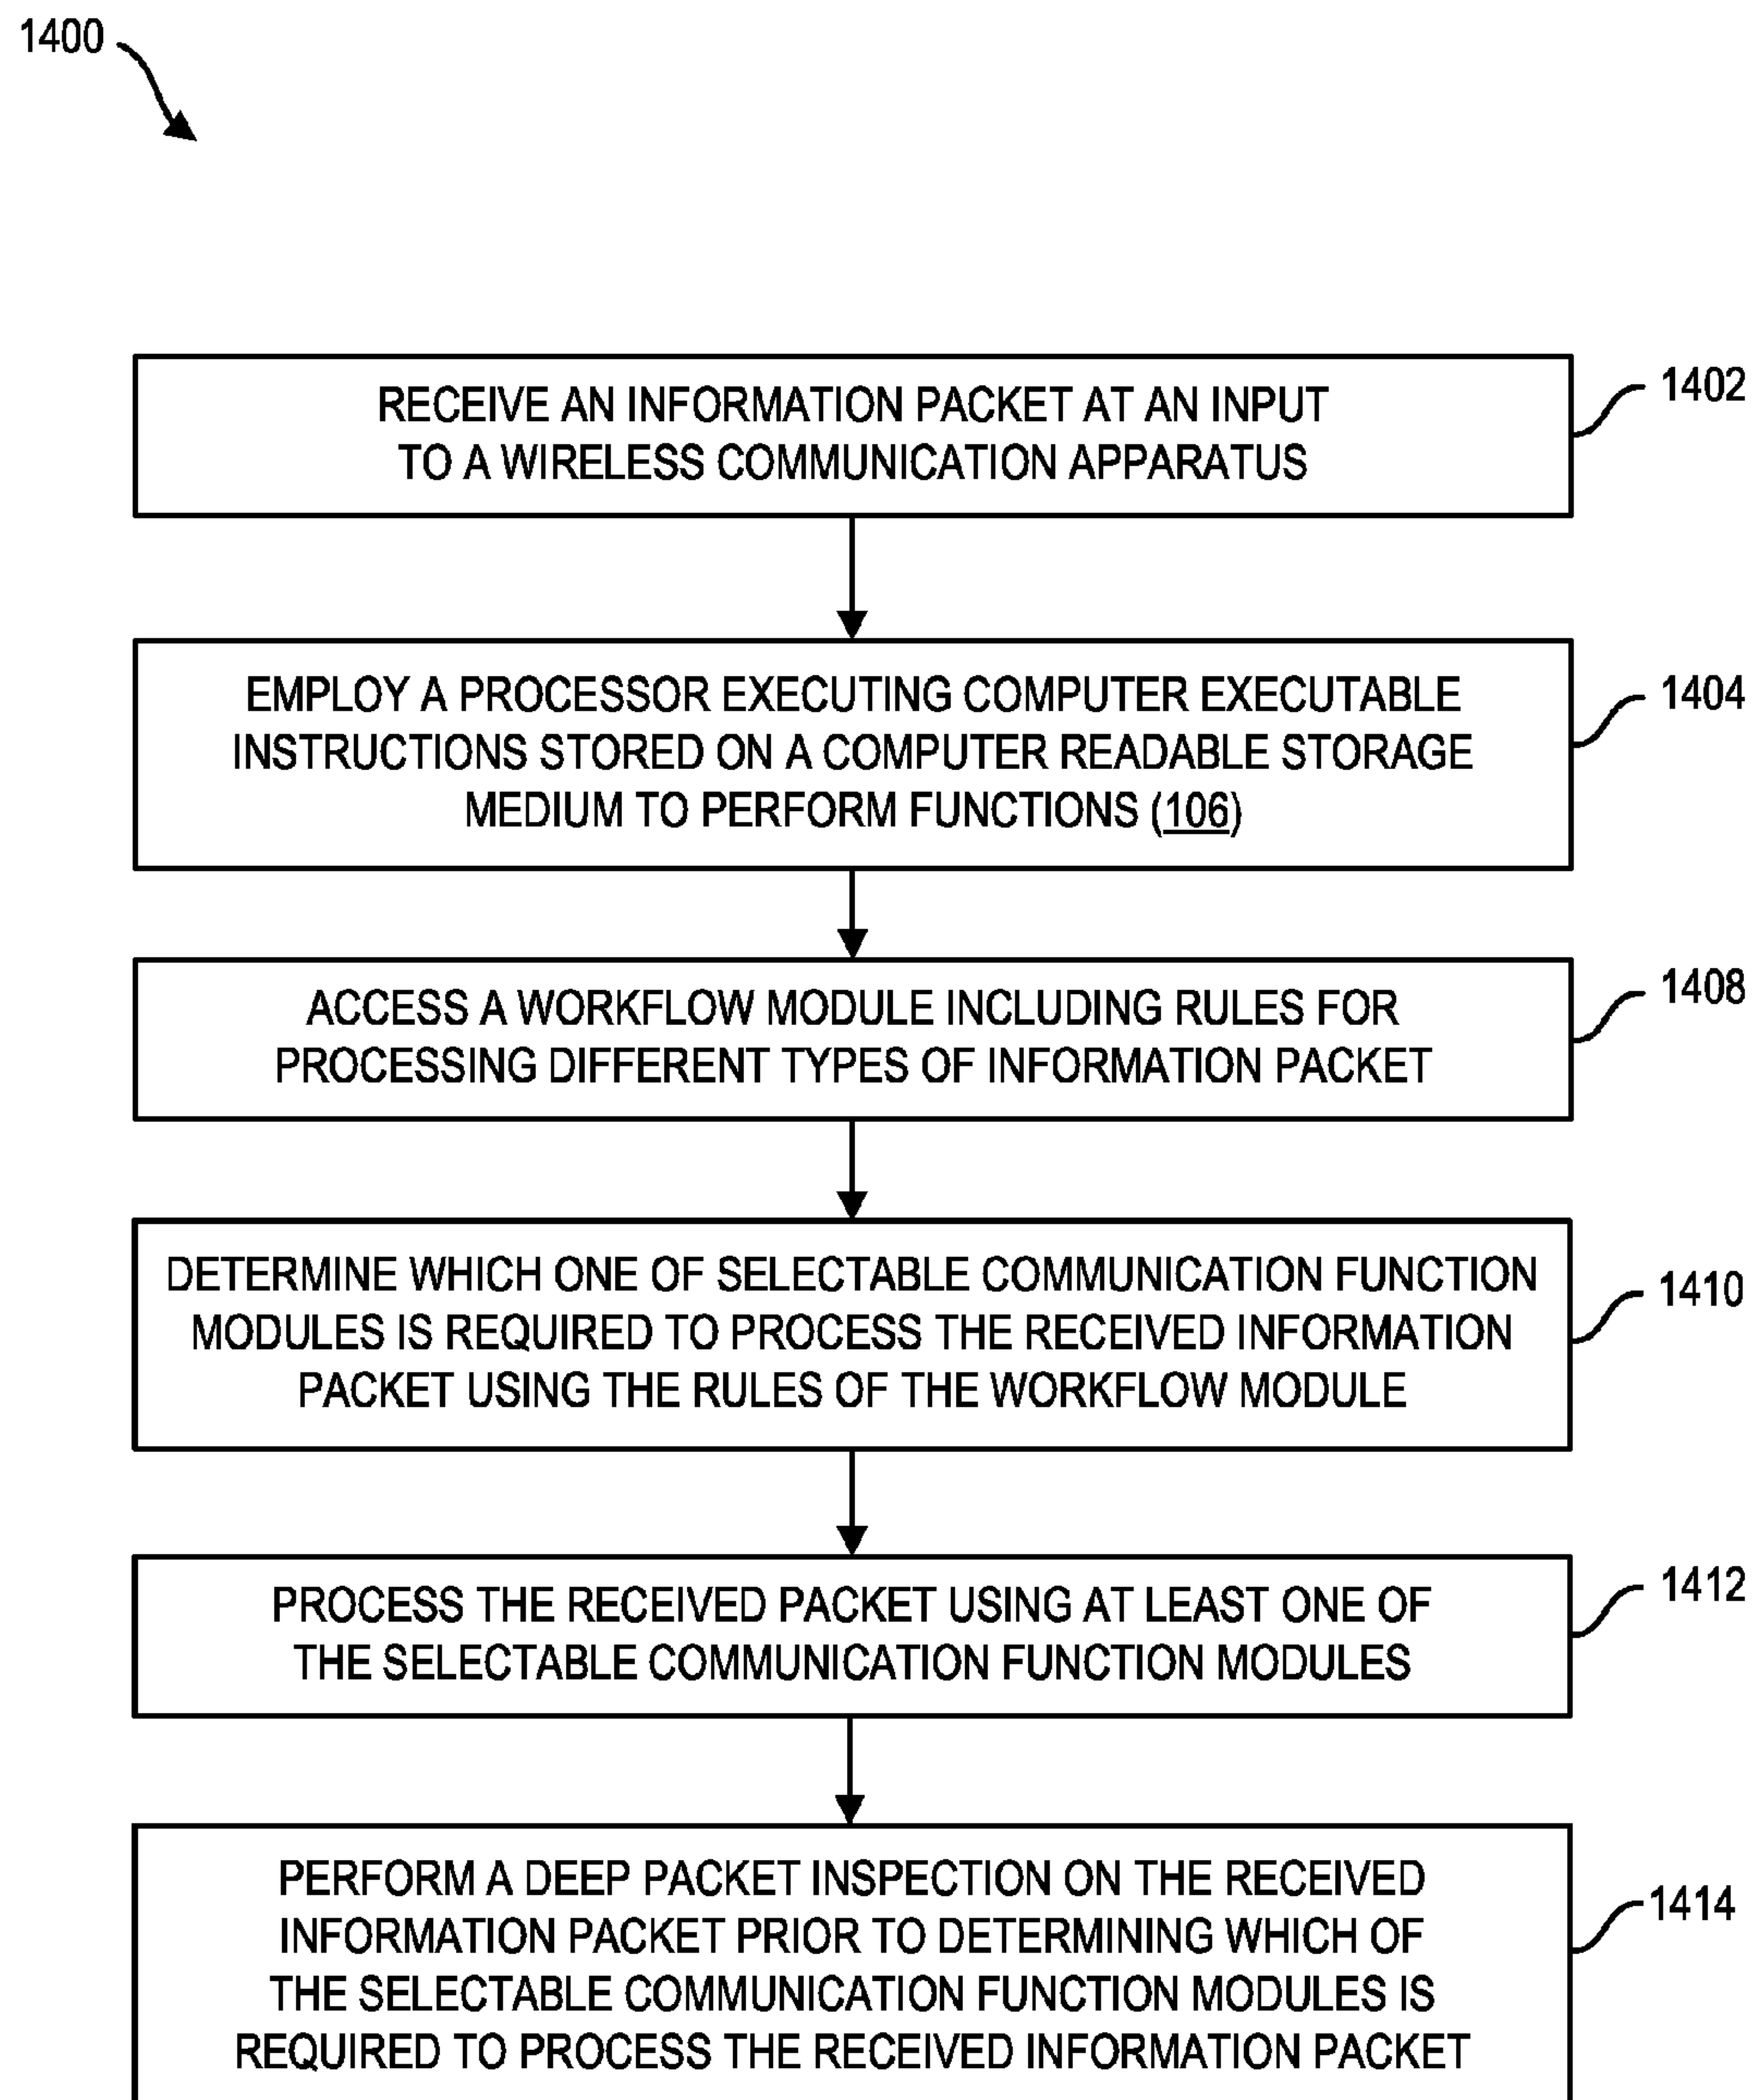 1400
RECEIVE AN INFORMATION PACKET AT AN INPUT
TO A WIRELESS COMMUNICATION APPARATUS
1402
EMPLOY A PROCESSOR EXECUTING COMPUTER EXECUTABLE
INSTRUCTIONS STORED ON A COMPUTER READABLE STORAGE
MEDIUM TO PERFORM FUNCTIONS (106)
1404
ACCESS A WORKFLOW MODULE INCLUDING RULES FOR
PROCESSING DIFFERENT TYPES OF INFORMATION PACKET
1408
DETERMINE WHICH ONE OF SELECTABLE COMMUNICATION FUNCTION
MODULES IS REQUIRED TO PROCESS THE RECEIVED INFORMATION
PACKET USING THE RULES OF THE WORKFLOW MODULE
1410
PROCESS THE RECEIVED PACKET USING AT LEAST ONE OF
THE SELECTABLE COMMUNICATION FUNCTION MODULES
1412
PERFORM A DEEP PACKET INSPECTION ON THE RECEIVED
INFORMATION PACKET PRIOR TO DETERMINING WHICH OF
THE SELECTABLE COMMUNICATION FUNCTION MODULES IS
REQUIRED TO PROCESS THE RECEIVED INFORMATION PACKET
1414